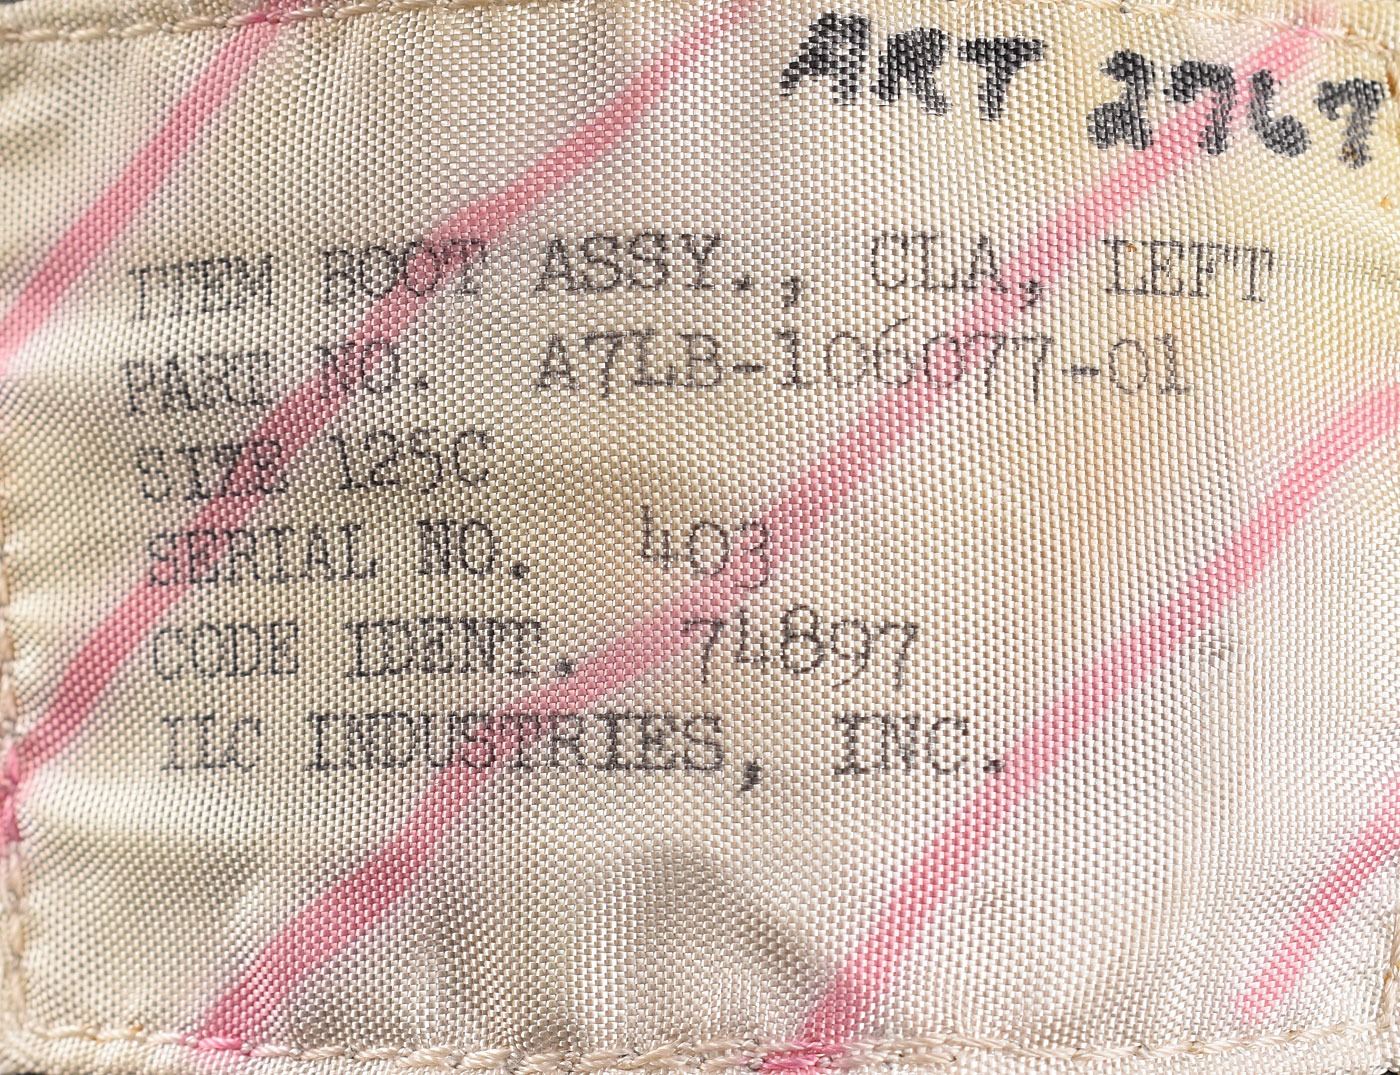 ART 2767
ITEM BOOT ASSY., CLA, LEFT
PART NO. A7LB-106077-01
SIZE 125C
SERIAL NO. 403
CODE IDENT. 74897
ILC INDUSTRIES, INC.